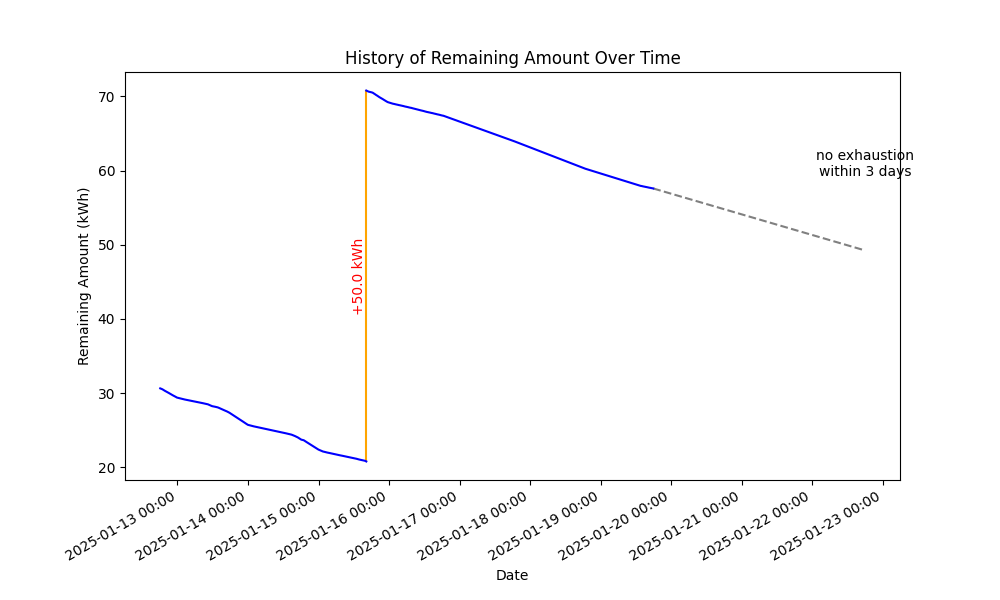 History of Remaining Amount Over Time
70
60
50
40
30
20
Remaining Amount (kWh)
+50.0 kWh
no exhaustion
within 3 days
2025-01-13 00:00
2025-01-14 00:00
2025-01-15 00:00
2025-01-16 00:00
2025-01-17 00:00
2025-01-18 00:00
2025-01-19 00:00
2025-01-20 00:00
2025-01-21 00:00
2025-01-22 00:00
2025-01-23 00:00
Date